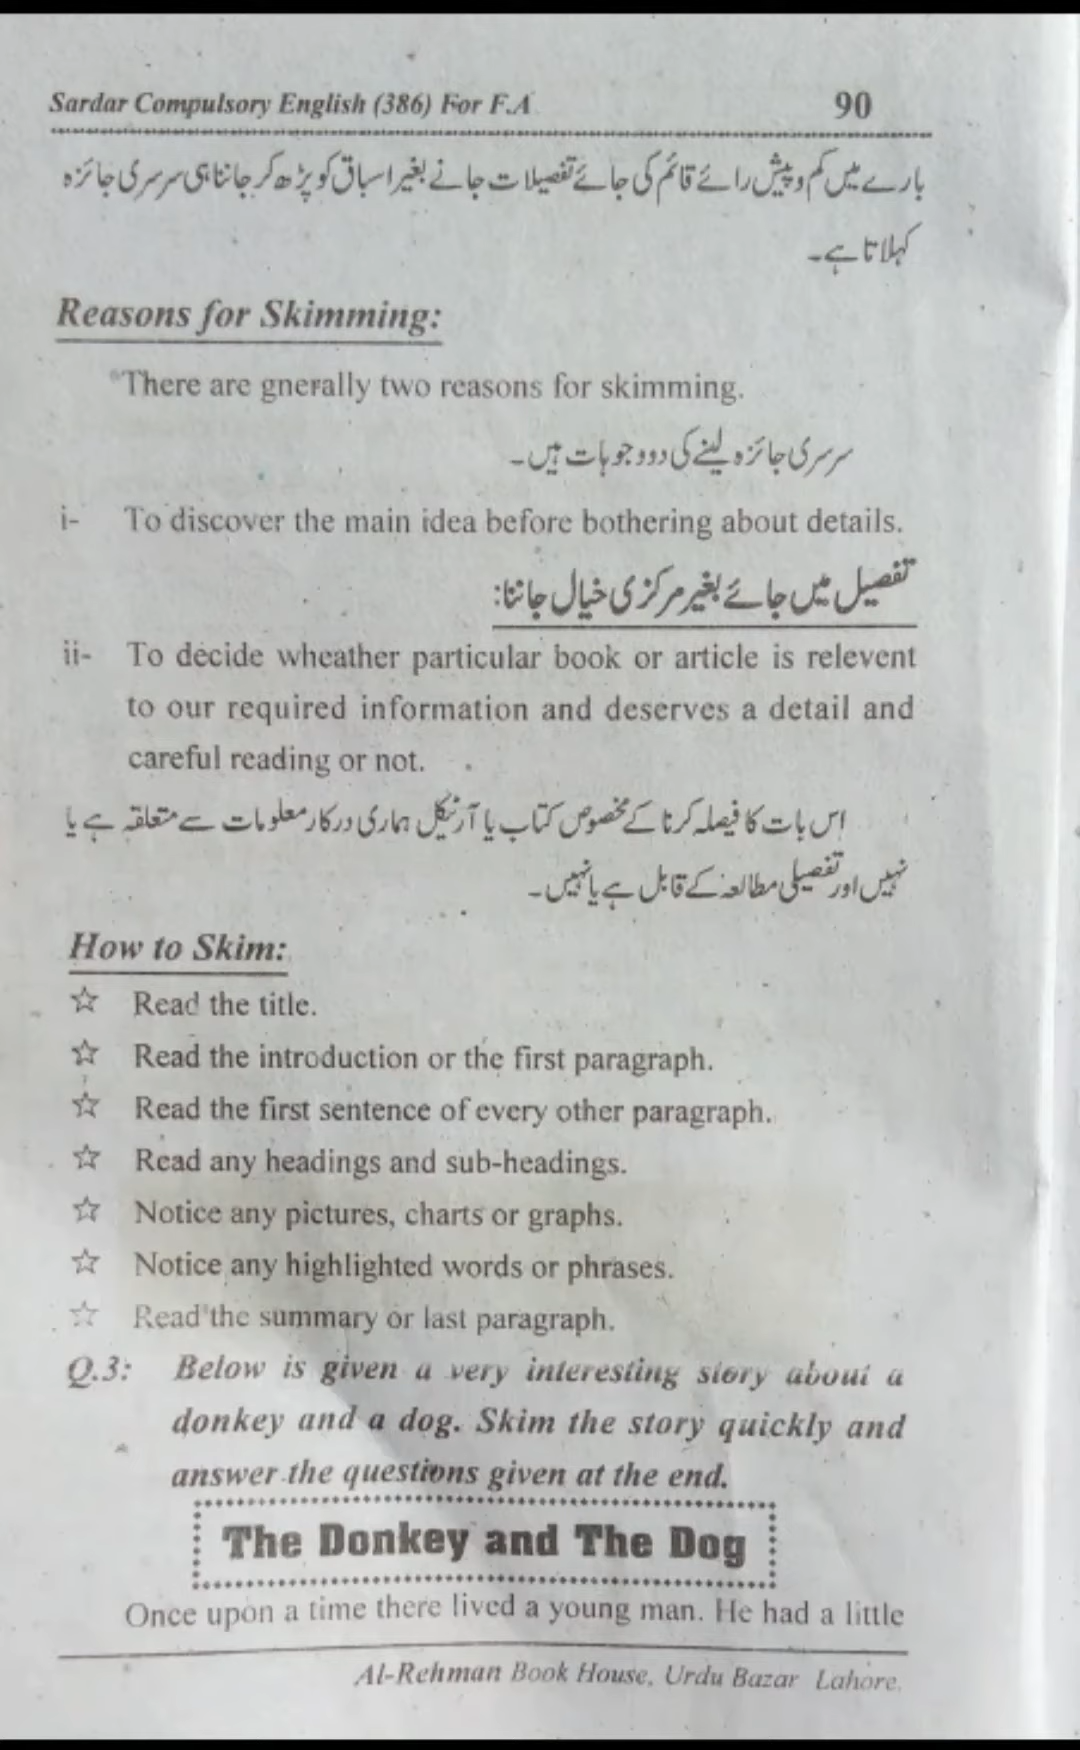 Sardar Compulsory English (386) For F.A 90
بارے میں کم و پیش رائے قائم کی جائے تفصیلات جانے بغیر اسباق کو پڑھ کر جاننا ہی سرسری جائزہ
کہلاتا ہے۔
Reasons for Skimming:
There are gnerally two reasons for skimming.
سرسری جائزہ لینے کی دو وجوہات ہیں۔
i- To discover the main idea before bothering about details.
تفصیل میں جائے بغیر مرکزی خیال جاننا:
ii- To decide wheather particular book or article is relevent
to our required information and deserves a detail and
careful reading or not.
اس بات کا فیصلہ کرنا کے مخصوص کتاب یا آرٹیکل ہماری درکار معلومات سے متعلقہ ہے یا
نہیں اور تفصیلی مطالعہ کے قابل ہے یا نہیں۔
How to Skim:
☆ Read the title.
☆ Read the introduction or the first paragraph.
☆ Read the first sentence of every other paragraph.
☆ Read any headings and sub-headings.
☆ Notice any pictures, charts or graphs.
☆ Notice any highlighted words or phrases.
☆ Read the summary or last paragraph.
Q.3: Below is given a very interesting story about a
donkey and a dog. Skim the story quickly and
answer the questions given at the end.
The Donkey and The Dog
Once upon a time there lived a young man. He had a little
Al-Rehman Book House, Urdu Bazar Lahore.